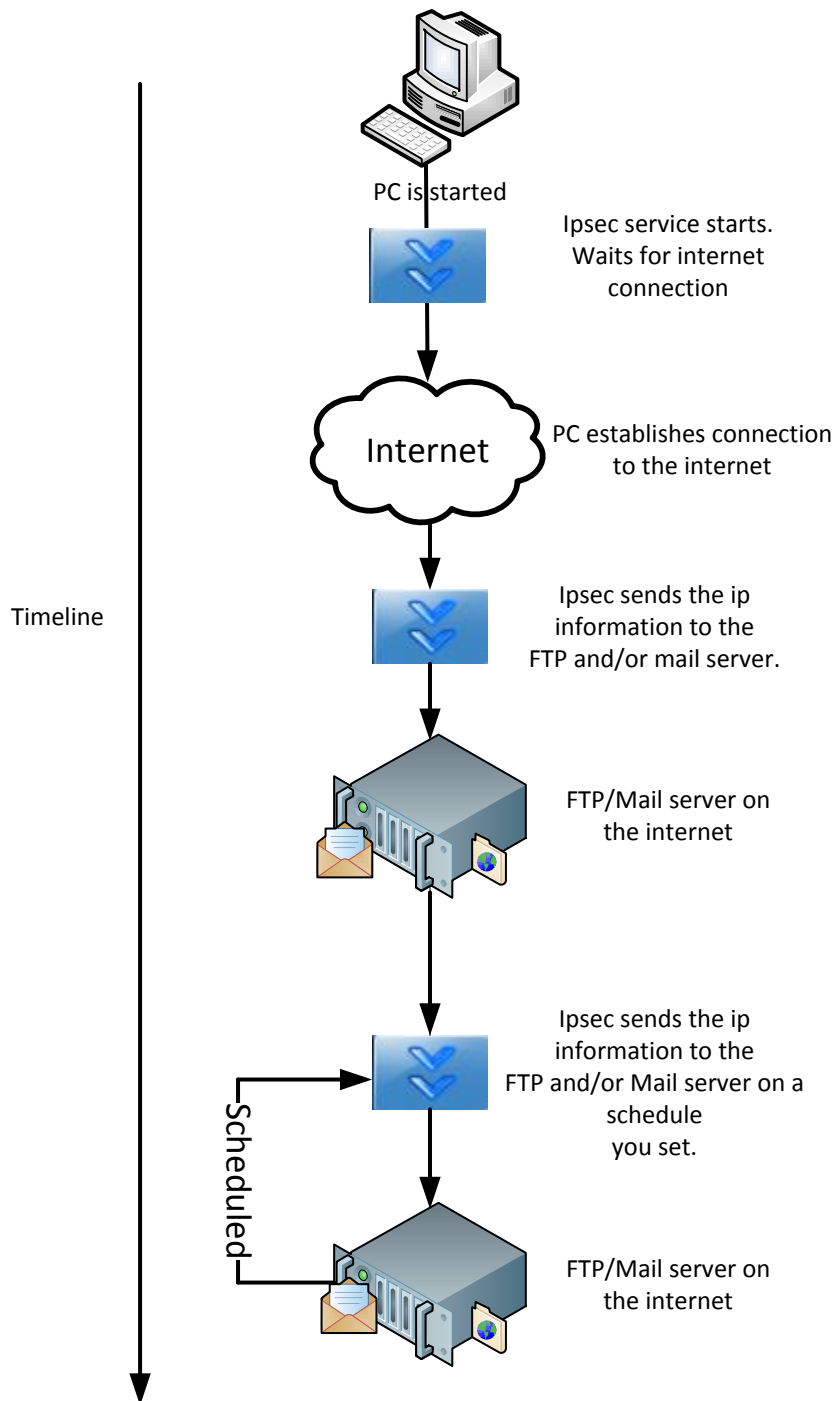 PC is started
Ipsec service starts.
Waits for internet
connection
Internet
PC establishes connection
to the internet
Timeline
Ipsec sends the ip
information to the
FTP and/or mail server.
FTP/Mail server on
the internet
Ipsec sends the ip
information to the
FTP and/or Mail server on a
schedule
you set.
Scheduled
FTP/Mail server on
the internet